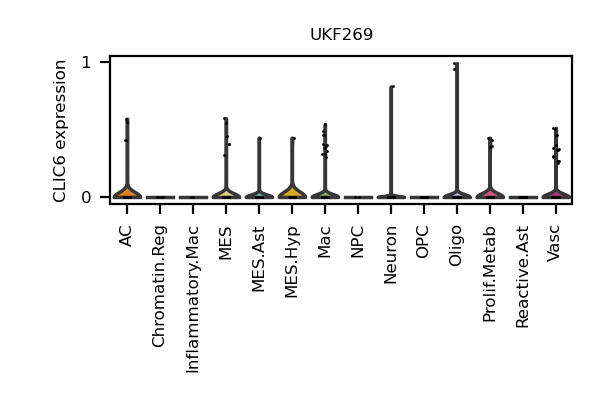 UKF269
CLIC6 expression
1
0
AC
Chromatin.Reg
Inflammatory.Mac
MES
MES.Ast
MES.Hyp
Mac
NPC
Neuron
OPC
Oligo
Prolif.Metab
Reactive.Ast
Vasc